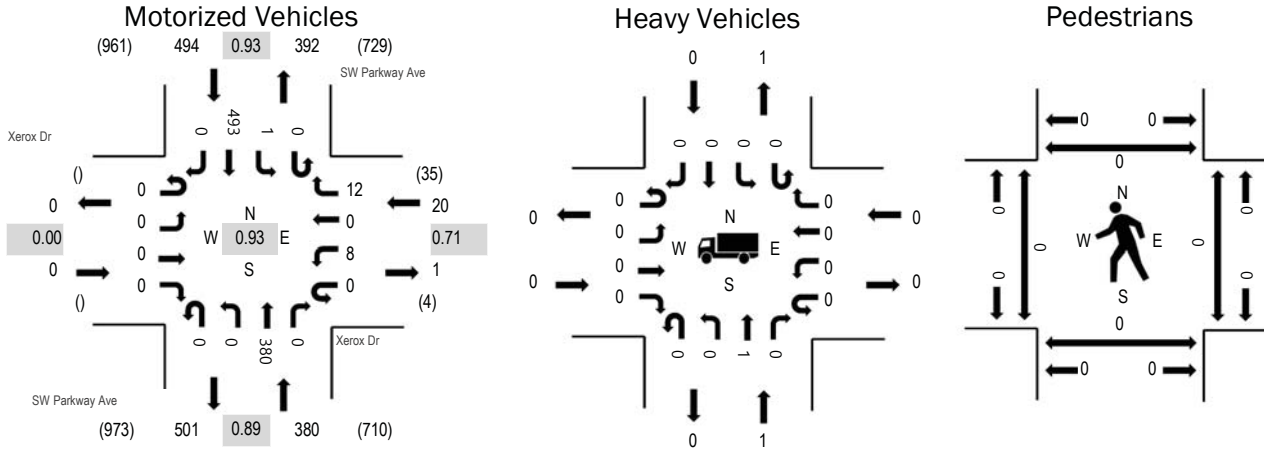 Motorized Vehicles Heavy Vehicles Pedestrians
(961) 494 0.93 392 (729)
SW Parkway Ave
0 1
0 493 1 0
0 0 0 0
0 0
0
Xerox Dr
() 0 12 (35)
0 0 0 20
0.00 W 0.93 E 0.71
N
S
0 0 8 1
() 0 0 (4)
0 0 380 0
Xerox Dr
0 0 0 0
0 0 0 0
0 W N E 0
0 S 0 0
0 0 0 0
0 0 1 0
0 0
0 N 0
W E
0 0
0 S 0
0
0 0
SW Parkway Ave
(973) 501 0.89 380 (710)
0 1